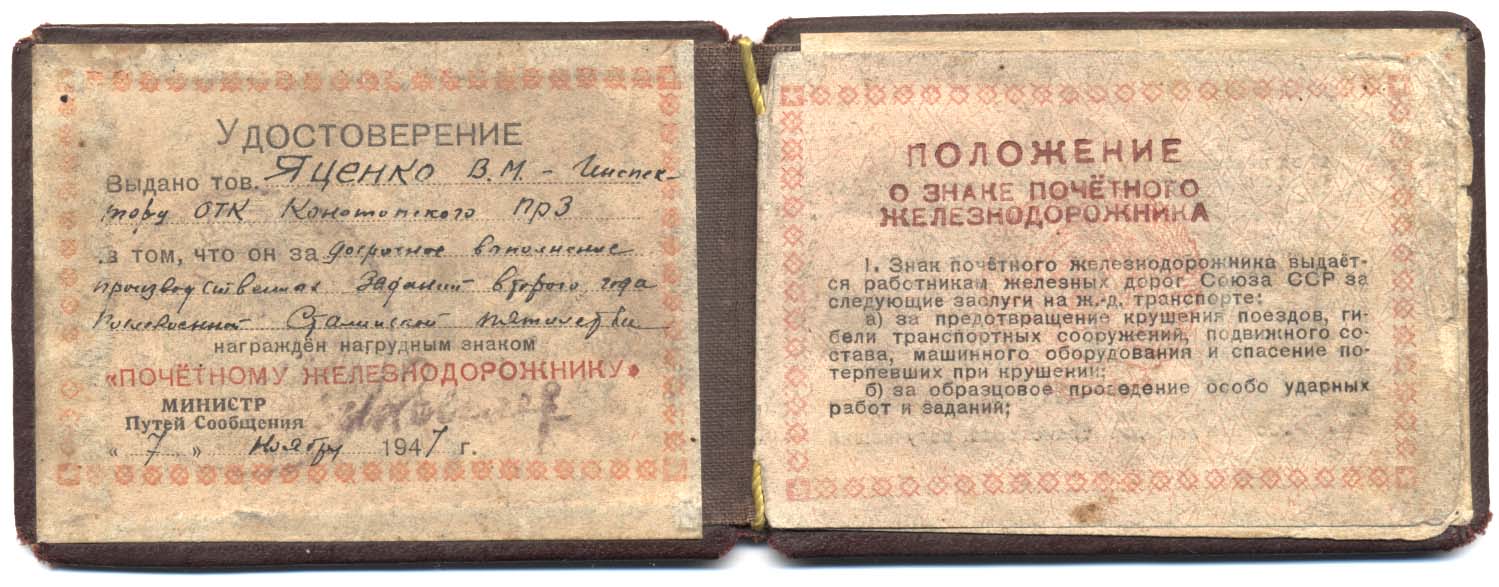 УДОСТОВЕРЕНИЕ
Выдано тов. Яценко В.М. – Инспек-
тору ОТК Конотопского ПРЗ
в том, что он за досрочное выполнение
производственных заданий второго года
Послевоенной Сталинской пятилетки
награждён нагрудным знаком
«ПОЧЁТНОМУ ЖЕЛЕЗНОДОРОЖНИКУ»
МИНИСТР
Путей Сообщения
« 7 » Ноября 1947 г.
ПОЛОЖЕНИЕ
О ЗНАКЕ ПОЧЁТНОГО
ЖЕЛЕЗНОДОРОЖНИКА
1. Знак почётного железнодорожника выдаёт-
ся работникам железных дорог Союза ССР за
следующие заслуги на ж.-д. транспорте:
а) за предотвращение крушения поездов, ги-
бели транспортных сооружений, подвижного со-
става, машинного оборудования и спасение по-
терпевших при крушении;
б) за образцовое проведение особо ударных
работ и заданий;